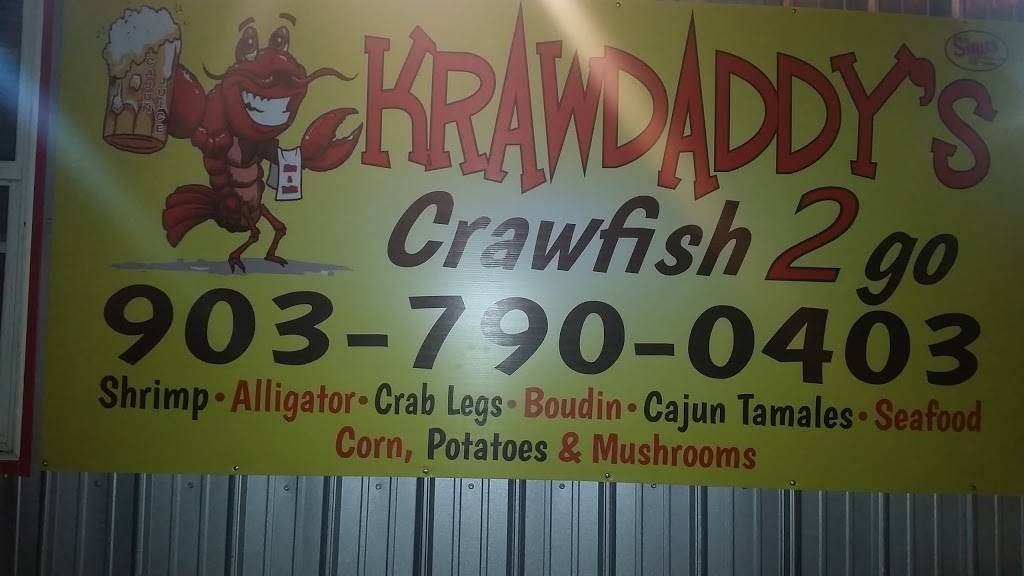 KRAWDADDY'S
Crawfish 2 go
903-790-0403
Shrimp • Alligator • Crab Legs • Boudin • Cajun Tamales • Seafood
Corn, Potatoes & Mushrooms